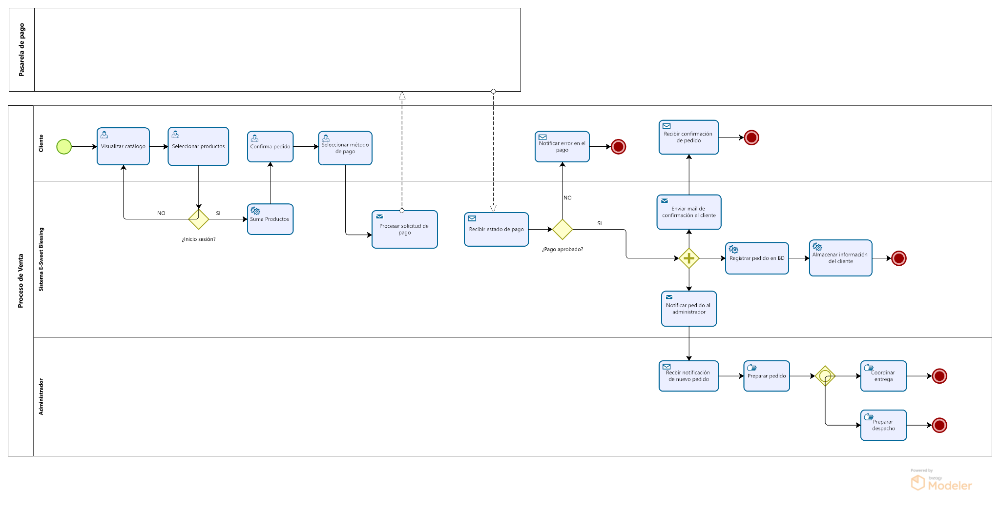 Pasarela de pago
Proceso de Venta
Cliente
Visualizar catálogo
Seleccionar productos
Confirma pedido
Seleccionar método
de pago
Notificar error en el
pago
Recibir confirmación
de pedido
Sistema E-Sweet Blessing
NO
SI
¿Inicio sesión?
Suma Productos
Procesar solicitud de
pago
Recibir estado de pago
NO
SI
¿Pago aprobado?
Enviar mail de
confirmación al cliente
Registrar pedido en BD
Almacenar información
del cliente
Notificar pedido al
administrador
Administrador
Recbir notificación
de nuevo pedido
Preparar pedido
Coordinar
entrega
Preparar
despacho
Powered by
bizagi
Modeler